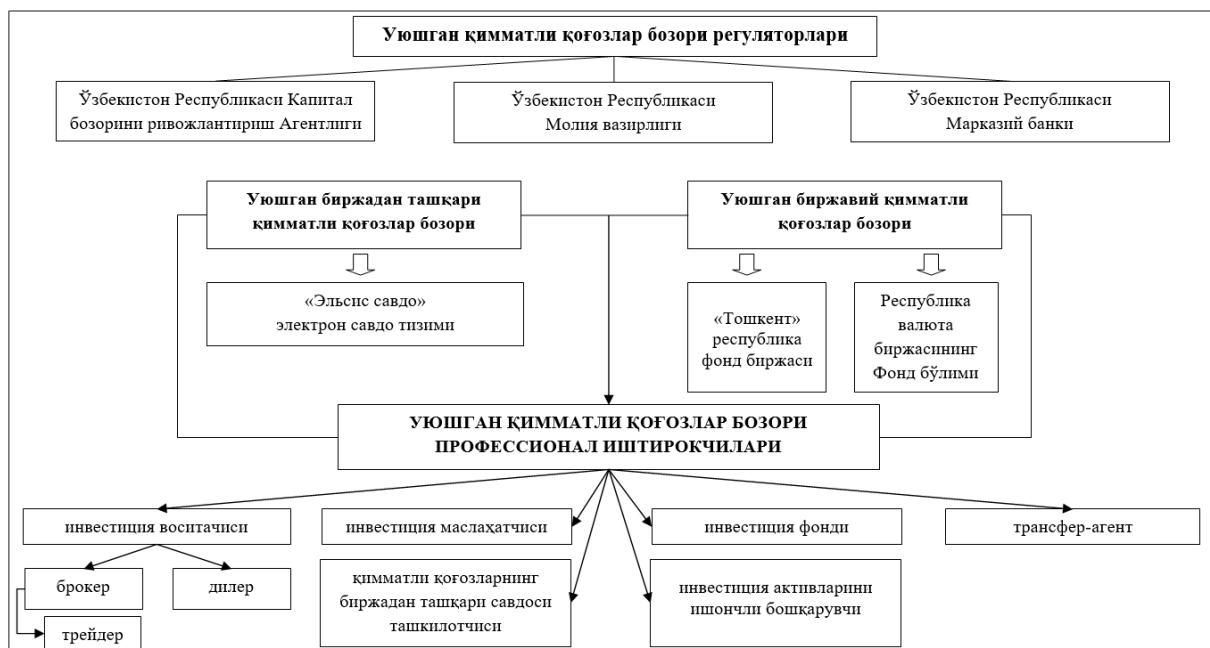 Уюшган қимматли қоғозлар бозори регуляторлари
Ўзбекистон Республикаси Капитал
бозорини ривожлантириш Агентлиги
Ўзбекистон Республикаси
Молия вазирлиги
Ўзбекистон Республикаси
Марказий банки
Уюшган биржадан ташқари
қимматли қоғозлар бозори
Уюшган биржавий қимматли
қоғозлар бозори
«Эльсис савдо»
электрон савдо тизими
«Тошкент»
республика
фонд биржаси
Республика
валюта
биржасининг
Фонд бўлими
УЮШГАН ҚИММАТЛИ ҚОҒОЗЛАР БОЗОРИ
ПРОФЕССИОНАЛ ИШТИРОКЧИЛАРИ
инвестиция воситачиси
инвестиция маслаҳатчиси
инвестиция фонди
трансфер-агент
брокер
дилер
трейдер
қимматли қоғозларнинг
биржадан ташқари савдоси
ташкилотчиси
инвестиция активларини
ишончли бошқарувчи